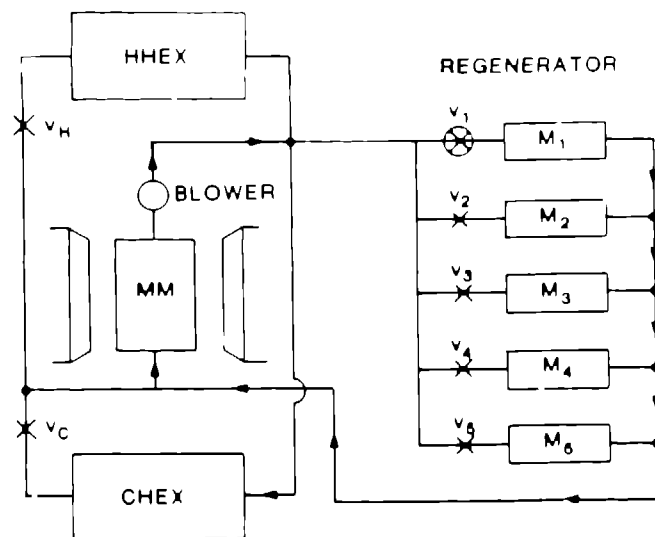 HHEX
REGENERATOR
V_H
V_1
M_1
BLOWER
V_2
M_2
MM
V_3
M_3
V_4
M_4
V_C
V_5
M_5
CHEX